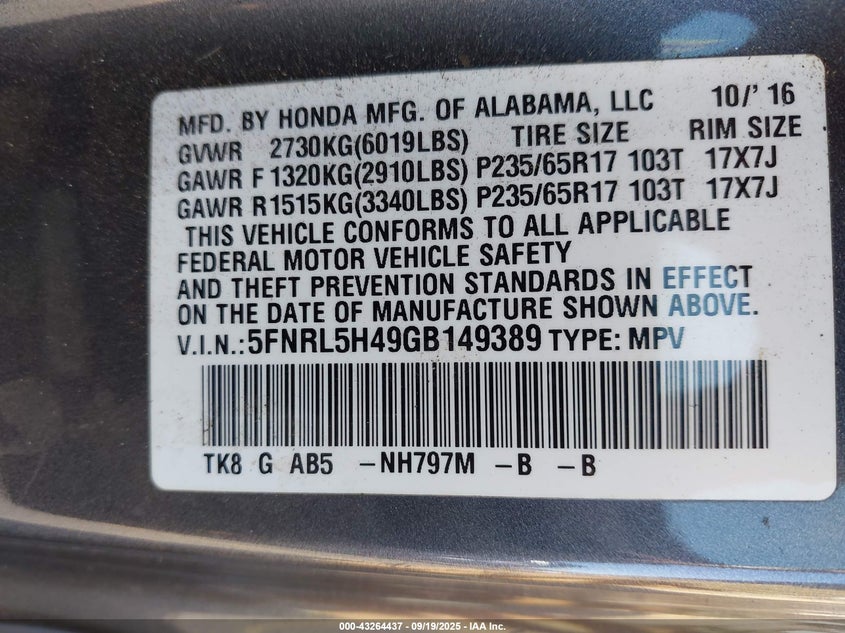 MFD. BY HONDA MFG. OF ALABAMA, LLC 10/'16
GVWR 2730KG(6019LBS) TIRE SIZE RIM SIZE
GAWR F 1320KG(2910LBS) P235/65R17 103T 17X7J
GAWR R1515KG(3340LBS) P235/65R17 103T 17X7J
THIS VEHICLE CONFORMS TO ALL APPLICABLE
FEDERAL MOTOR VEHICLE SAFETY
AND THEFT PREVENTION STANDARDS IN EFFECT
ON THE DATE OF MANUFACTURE SHOWN ABOVE.
V.I.N.:5FNRL5H49GB149389 TYPE: MPV
TK8 G AB5 -NH797M -B -B
000-43264437 - 09/19/2025 - IAA Inc.